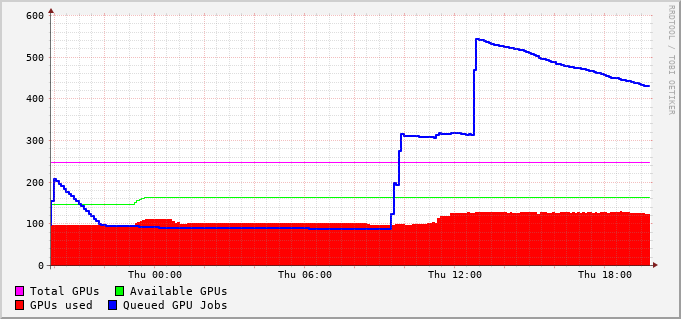 600
500
400
300
200
100
0
Thu 00:00 Thu 06:00 Thu 12:00 Thu 18:00
Total GPUs Available GPUs
GPUs used Queued GPU Jobs
RRDTOOL / TOBI OETIKER